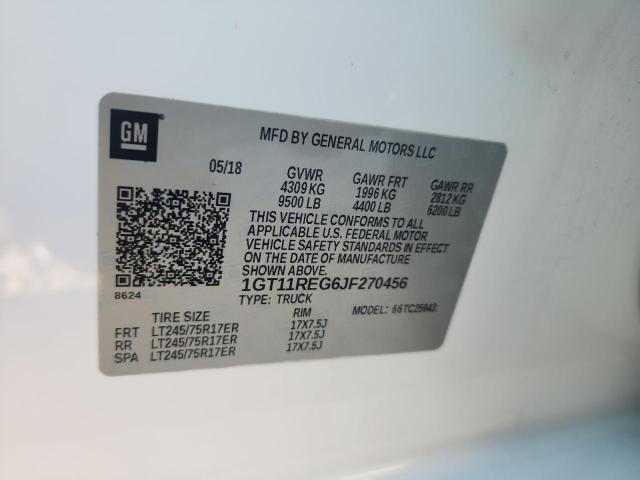 GM
MFD BY GENERAL MOTORS LLC
05/18 GVWR GAWR FRT GAWR RR
4309 KG 1996 KG 2812 KG
9500 LB 4400 LB 6200 LB
THIS VEHICLE CONFORMS TO ALL
APPLICABLE U.S. FEDERAL MOTOR
VEHICLE SAFETY STANDARDS IN EFFECT
ON THE DATE OF MANUFACTURE
SHOWN ABOVE.
8624
1GT11REG6JF270456
TYPE: TRUCK MODEL: 66TC25943
TIRE SIZE RIM
FRT LT245/75R17ER 17X7.5J
RR LT245/75R17ER 17X7.5J
SPA LT245/75R17ER 17X7.5J